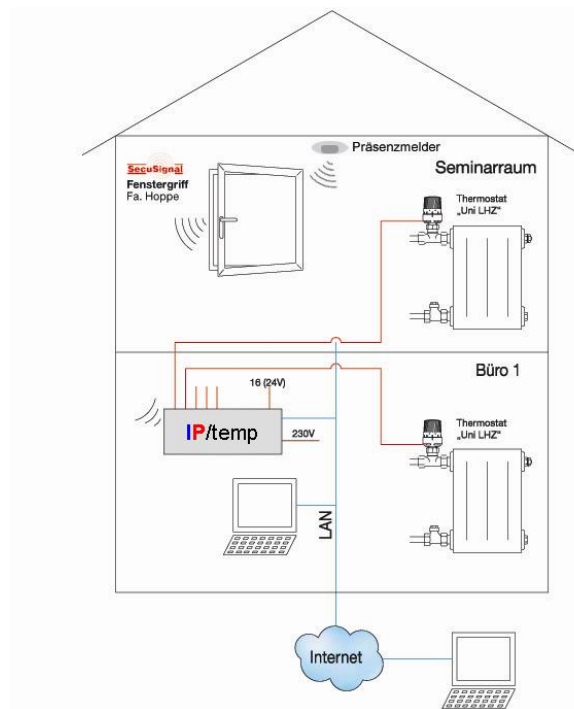 Präsenzmelder
SecuSignal
Fenstergriff
Fa. Hoppe
Seminarraum
Thermostat
„Uni LHZ"
Büro 1
16 (24V)
IP/temp
230V
Thermostat
„Uni LHZ"
LAN
Internet